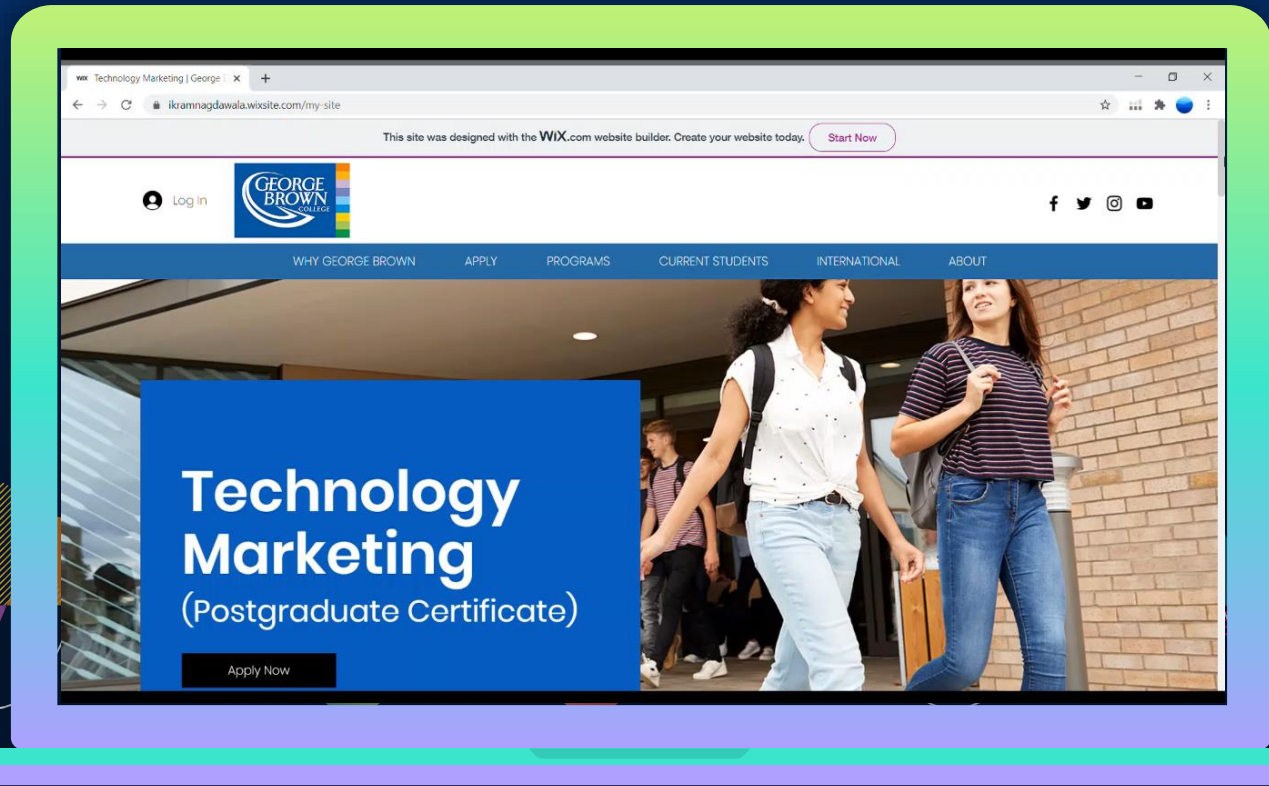 WiX Technology Marketing | George
ikramnagdawala.wixsite.com/my-site
This site was designed with the WiX.com website builder. Create your website today. Start Now
Log In
GEORGE
BROWN
COLLEGE
WHY GEORGE BROWN APPLY PROGRAMS CURRENT STUDENTS INTERNATIONAL ABOUT
Technology
Marketing
(Postgraduate Certificate)
Apply Now